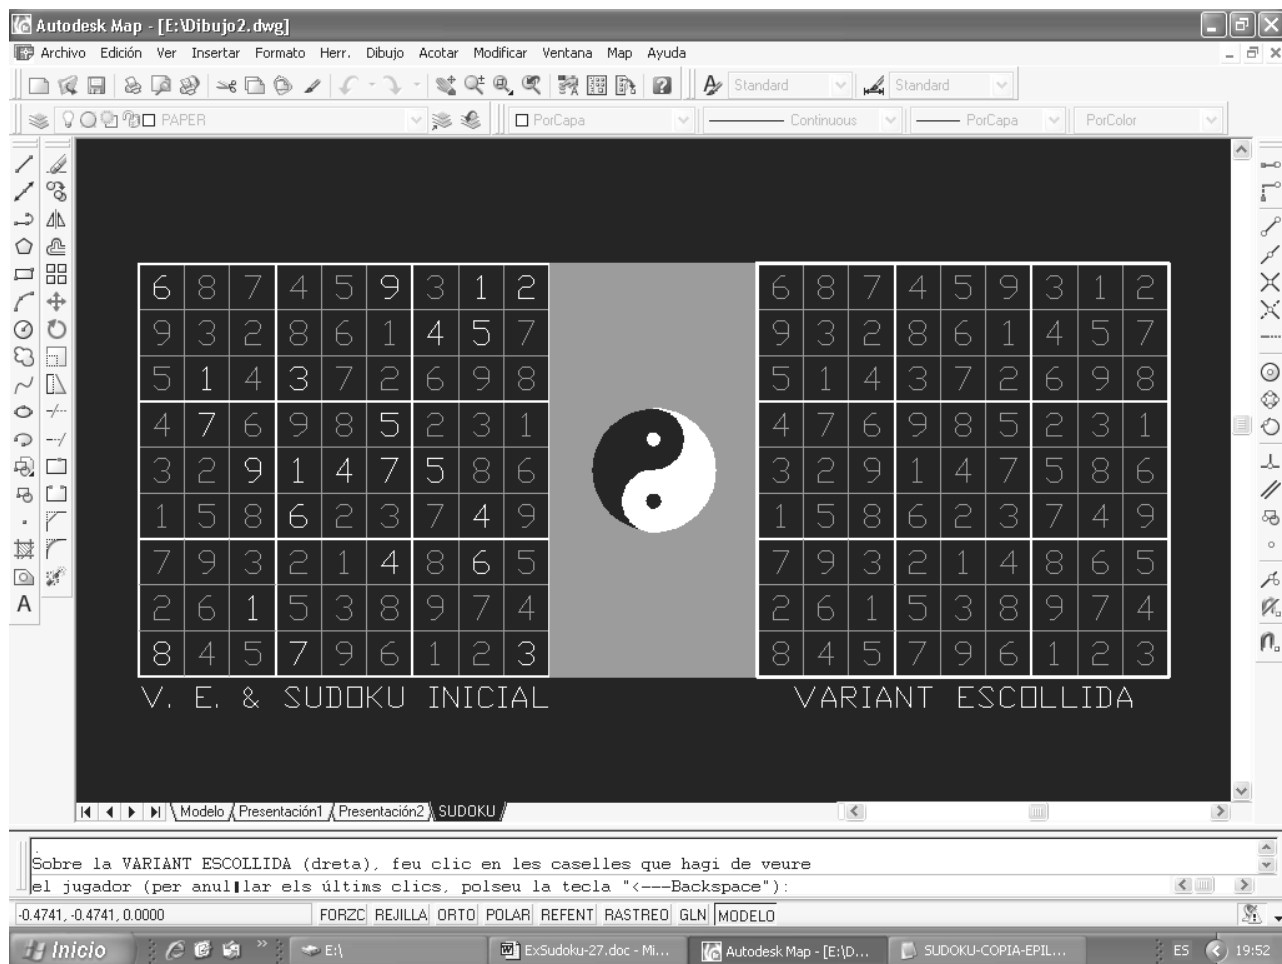 Autodesk Map - [E:\Dibujo2.dwg]
Archivo Edición Ver Insertar Formato Herr. Dibujo Acotar Modificar Ventana Map Ayuda
Standard Standard
PAPER PorCapa Continuous PorCapa PorColor
6 8 7 4 5 9 3 1 2 6 8 7 4 5 9 3 1 2
9 3 2 8 6 1 4 5 7 9 3 2 8 6 1 4 5 7
5 1 4 3 7 2 6 9 8 5 1 4 3 7 2 6 9 8
4 7 6 9 8 5 2 3 1 4 7 6 9 8 5 2 3 1
3 2 9 1 4 7 5 8 6 3 2 9 1 4 7 5 8 6
1 5 8 6 2 3 7 4 9 1 5 8 6 2 3 7 4 9
7 9 3 2 1 4 8 6 5 7 9 3 2 1 4 8 6 5
2 6 1 5 3 8 9 7 4 2 6 1 5 3 8 9 7 4
8 4 5 7 9 6 1 2 3 8 4 5 7 9 6 1 2 3
V. E. & SUDOKU INICIAL VARIANT ESCOLLIDA
A
Modelo Presentación1 Presentación2 SUDOKU
Sobre la VARIANT ESCOLLIDA (dreta), feu clic en les caselles que hagi de veure
el jugador (per anul·lar els últims clics, polseu la tecla "<---Backspace"):
-0.4741, -0.4741, 0.0000 FORZC REJILLA ORTO POLAR REFENT RASTREO GLN MODELO
Inicio » E:\ ExSudoku-27.doc - Mi... Autodesk Map - [E:\D... SUDOKU-COPIA-EPIL... ES 19:52